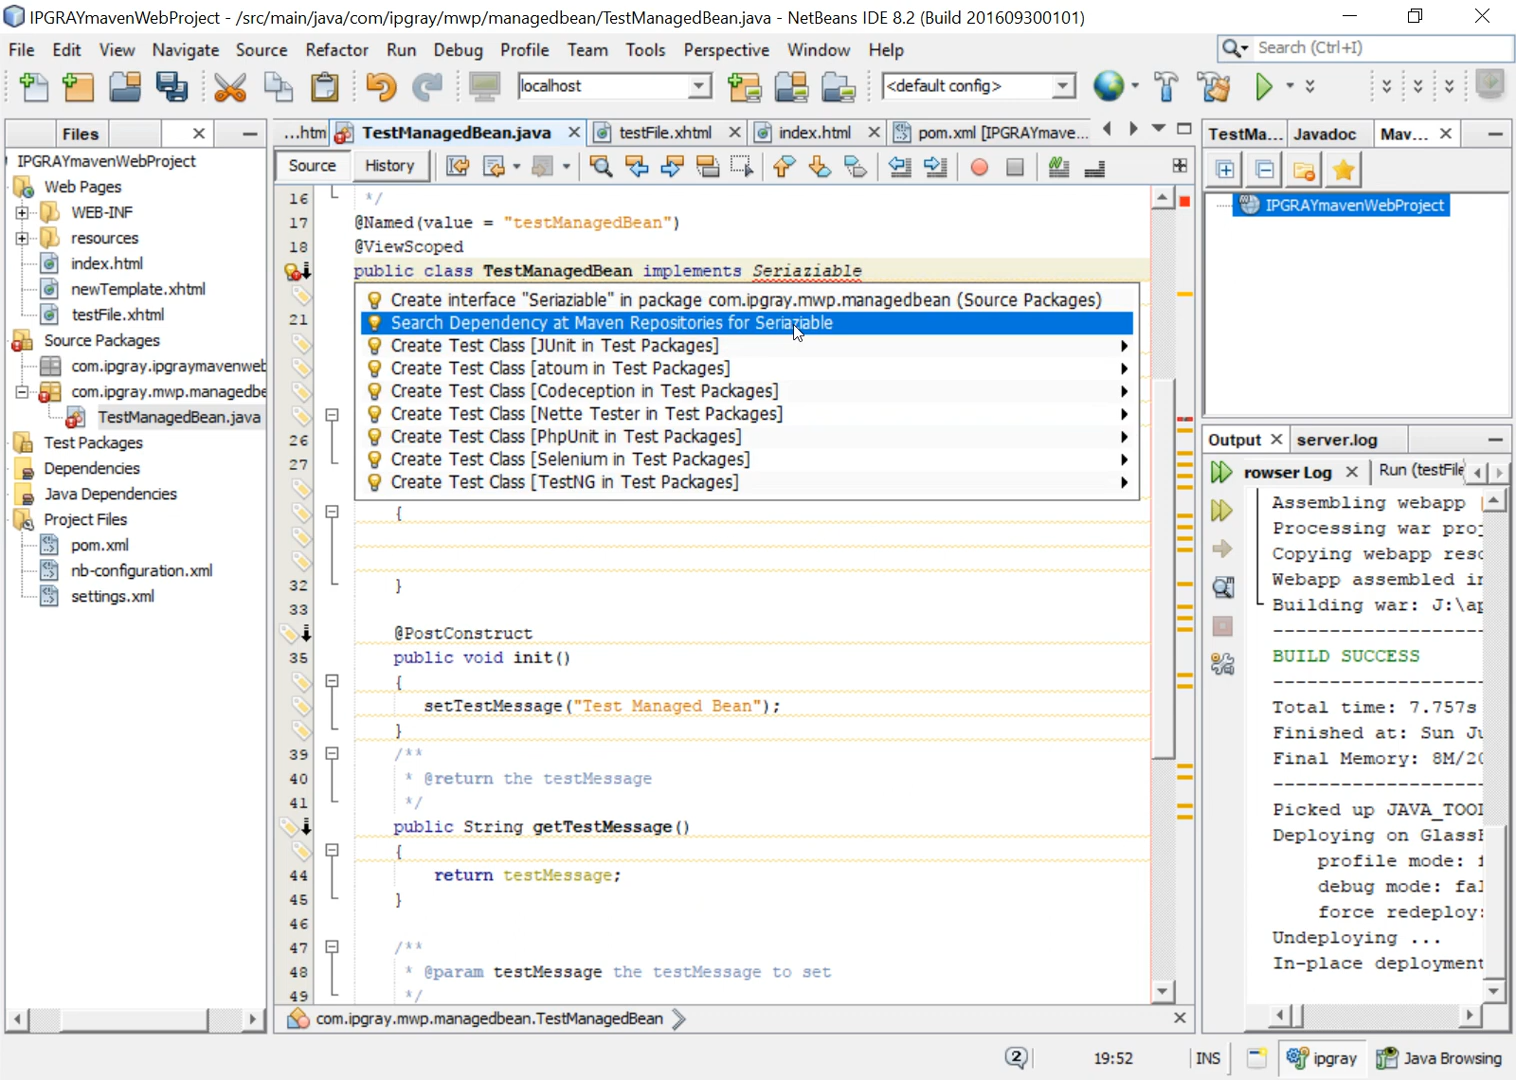 IPGRAYmavenWebProject - /src/main/java/com/ipgray/mwp/managedbean/TestManagedBean.java - NetBeans IDE 8.2 (Build 201609300101)
File Edit View Navigate Source Refactor Run Debug Profile Team Tools Perspective Window Help
Search (Ctrl+I)
localhost
<default config>
Files
IPGRAYmavenWebProject
Web Pages
WEB-INF
resources
index.html
newTemplate.xhtml
testFile.xhtml
Source Packages
com.ipgray.ipgraymavenwel
com.ipgray.mwp.managedbe
TestManagedBean.java
Test Packages
Dependencies
Java Dependencies
Project Files
pom.xml
nb-configuration.xml
settings.xml
...htm TestManagedBean.java testFile.xhtml index.html pom.xml [IPGRAYmave...
Source History
16 */
17 @Named(value = "testManagedBean")
18 @ViewScoped
public class TestManagedBean implements Seriaziable
Create interface "Seriaziable" in package com.ipgray.mwp.managedbean (Source Packages)
21 Search Dependency at Maven Repositories for Seriaziable
Create Test Class [JUnit in Test Packages]
Create Test Class [atoum in Test Packages]
Create Test Class [Codeception in Test Packages]
Create Test Class [Nette Tester in Test Packages]
26 Create Test Class [PhpUnit in Test Packages]
27 Create Test Class [Selenium in Test Packages]
Create Test Class [TestNG in Test Packages]
{
32 }
33
@PostConstruct
35 public void init()
{
setTestMessage("Test Managed Bean");
}
39 /**
40 * @return the testMessage
41 */
public String getTestMessage()
{
44 return testMessage;
45 }
46
47 /**
48 * @param testMessage the testMessage to set
49 */
com.ipgray.mwp.managedbean.TestManagedBean
TestMa... Javadoc Mav...
IPGRAYmavenWebProject
Output server.log
rowser Log Run (testFile
Assembling webapp
Processing war proj
Copying webapp reso
Webapp assembled in
Building war: J:\ap
BUILD SUCCESS
Total time: 7.757s
Finished at: Sun Ju
Final Memory: 8M/20
Picked up JAVA_TOOI
Deploying on GlassF
profile mode: f
debug mode: fal
force redeploy:
Undeploying ...
In-place deployment
2 19:52 INS ipgray Java Browsing